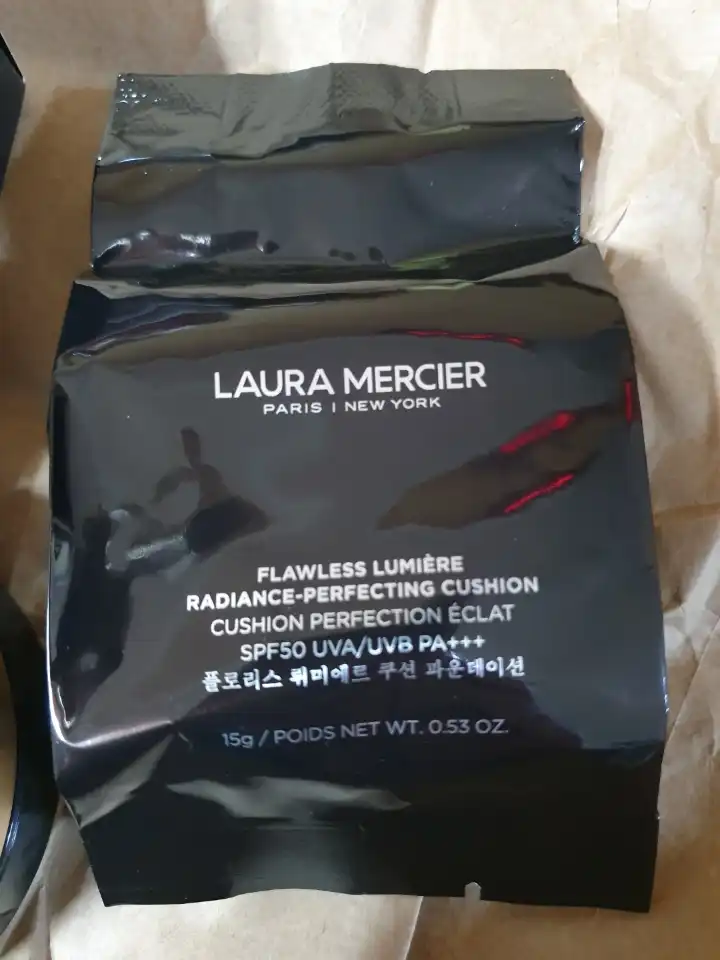 LAURA MERCIER
PARIS | NEW YORK
FLAWLESS LUMIÈRE
RADIANCE-PERFECTING CUSHION
CUSHION PERFECTION ÉCLAT
SPF50 UVA/UVB PA+++
플로리스 뤼미에르 쿠션 파운데이션
15g / POIDS NET WT. 0.53 OZ.